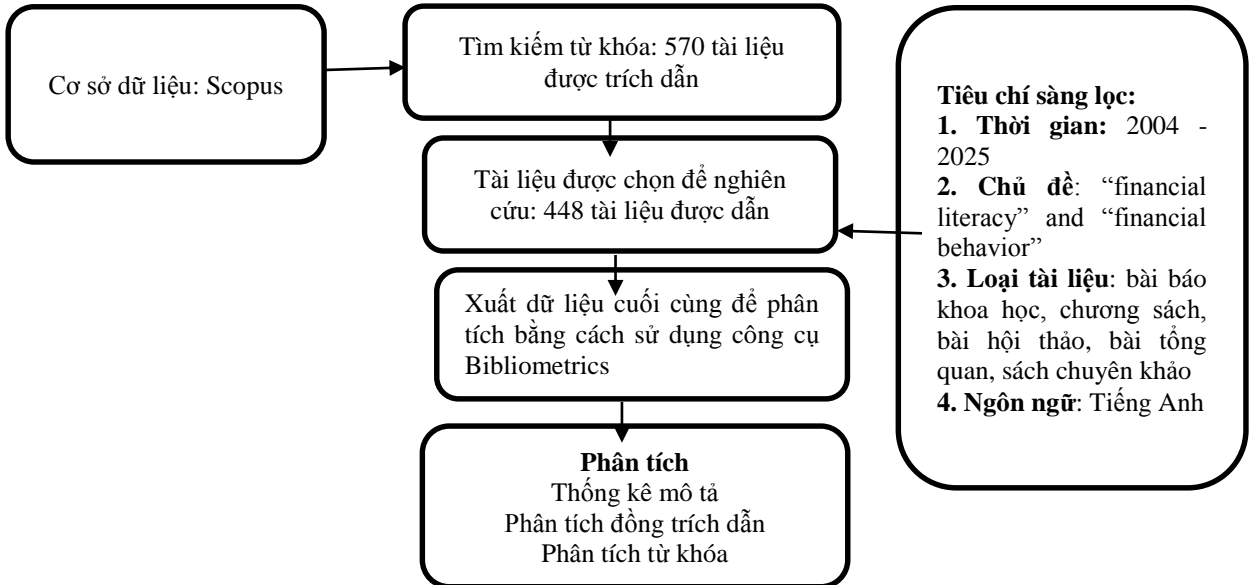 Cơ sở dữ liệu: Scopus
Tìm kiếm từ khóa: 570 tài liệu
được trích dẫn
Tài liệu được chọn để nghiên
cứu: 448 tài liệu được dẫn
Xuất dữ liệu cuối cùng để phân
tích bằng cách sử dụng công cụ
Bibliometrics
Phân tích
Thống kê mô tả
Phân tích đồng trích dẫn
Phân tích từ khóa
Tiêu chí sàng lọc:
1. Thời gian: 2004 -
2025
2. Chủ đề: “financial
literacy” and “financial
behavior”
3. Loại tài liệu: bài báo
khoa học, chương sách,
bài hội thảo, bài tổng
quan, sách chuyên khảo
4. Ngôn ngữ: Tiếng Anh